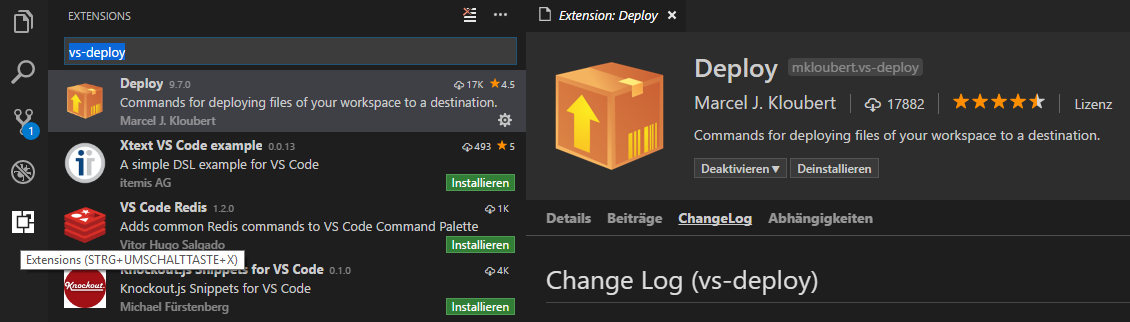 EXTENSIONS
vs-deploy
Deploy 9.7.0 17K 4.5
Commands for deploying files of your workspace to a destination.
Marcel J. Kloubert
Xtext VS Code example 0.0.13 493 5
A simple DSL example for VS Code
itemis AG Installieren
VS Code Redis 1.2.0 1K
Adds common Redis commands to VS Code Command Palette
Vitor Hugo Salgado Installieren
1
Extensions (STRG+UMSCHALTTASTE+X)
Knockout.js Snippets for VS Code 0.1.0 4K
Knockout.js Snippets for VS Code
Michael Fürstenberg Installieren
Knockout.
Extension: Deploy
Deploy mkloubert.vs-deploy
Marcel J. Kloubert 17882 Lizenz
Commands for deploying files of your workspace to a destination.
Deaktivieren Deinstallieren
Details Beiträge ChangeLog Abhängigkeiten
Change Log (vs-deploy)